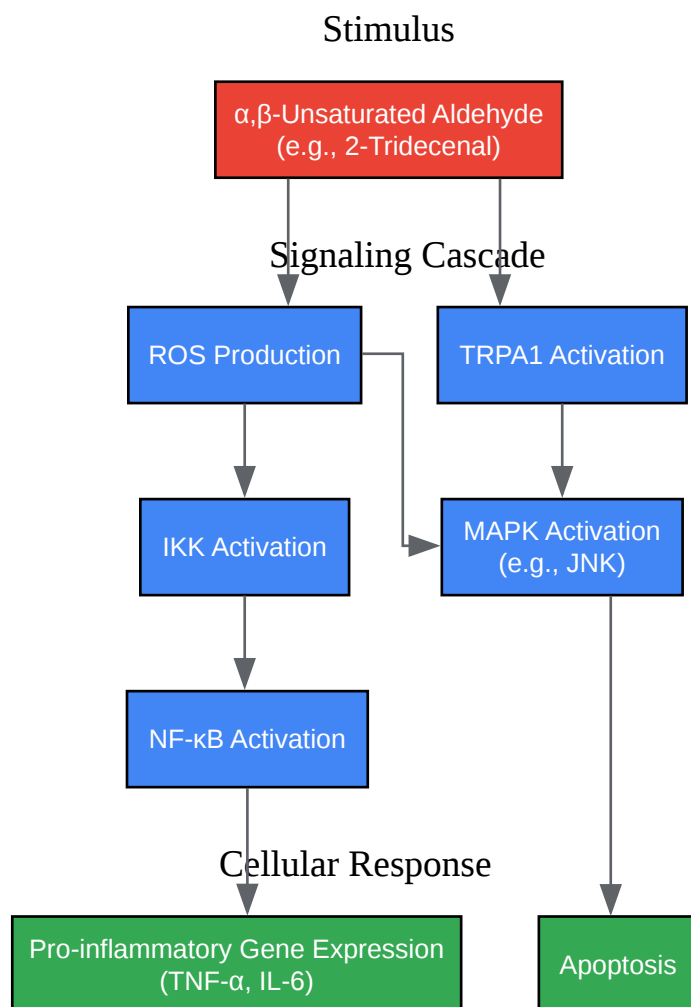 Stimulus
α,β-Unsaturated Aldehyde
(e.g., 2-Tridecenal)
Signaling Cascade
ROS Production
TRPA1 Activation
IKK Activation
MAPK Activation
(e.g., JNK)
NF-κB Activation
Cellular Response
Pro-inflammatory Gene Expression
(TNF-α, IL-6)
Apoptosis